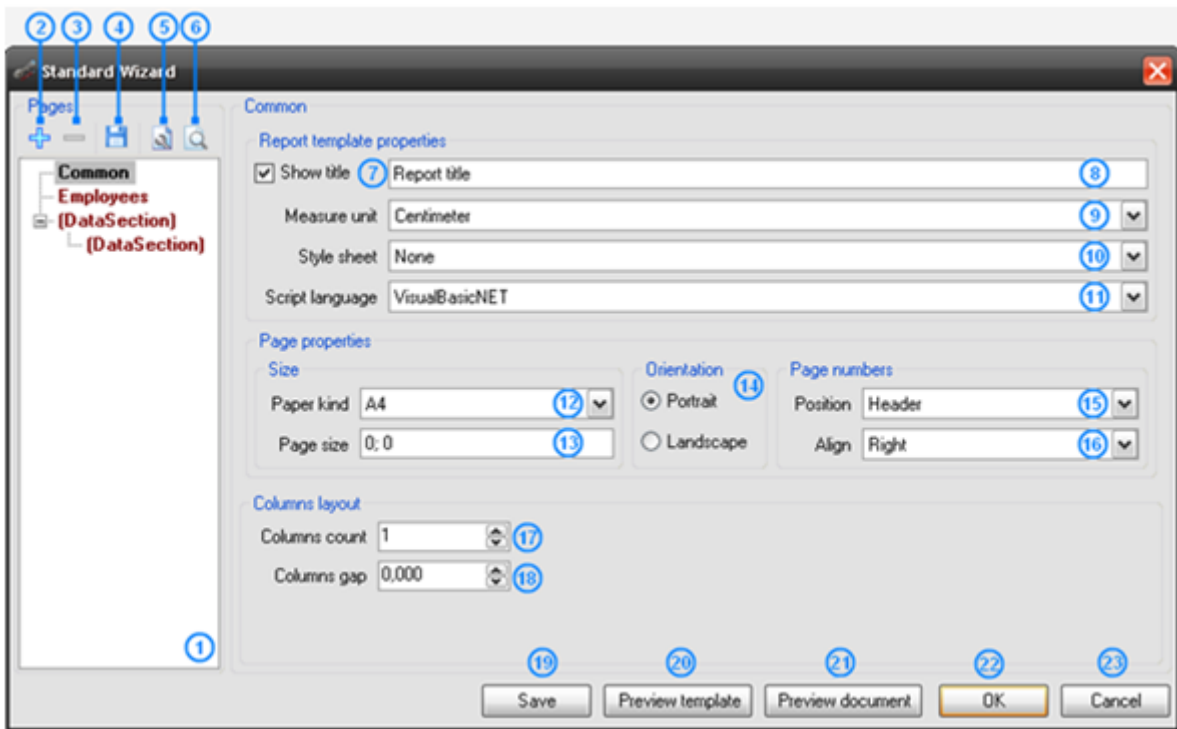 2 3 4 5 6
Standard Wizard
Pages
Common
Employees
(DataSection)
(DataSection)
1
Common
Report template properties
Show title 7 Report title 8
Measure unit Centimeter 9
Style sheet None 10
Script language VisualBasicNET 11
Page properties
Size
Paper kind A4 12
Page size 0; 0 13
Orientation
14
Portrait
Landscape
Page numbers
Position Header 15
Align Right 16
Columns layout
Columns count 1 17
Columns gap 0,000 18
19 20 21 22 23
Save Preview template Preview document OK Cancel